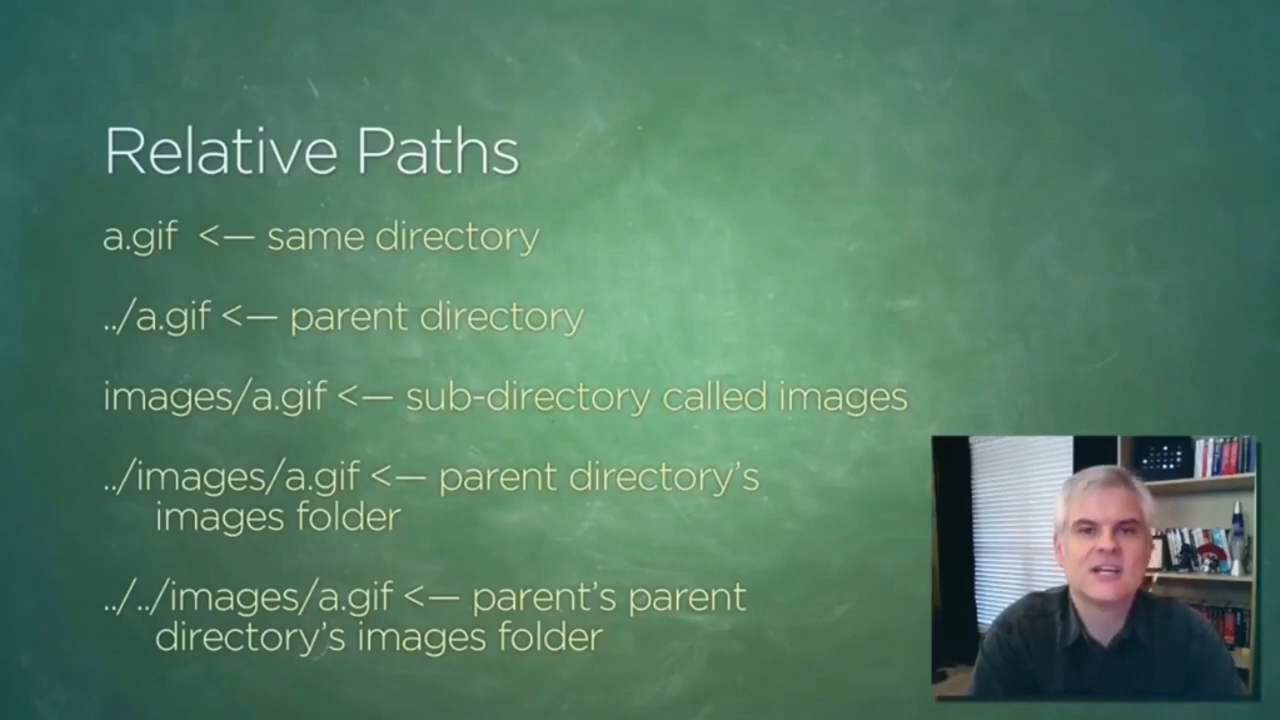 Relative Paths
a.gif <— same directory
../a.gif <— parent directory
images/a.gif <— sub-directory called images
../images/a.gif <— parent directory’s
images folder
../../images/a.gif <— parent’s parent
directory’s images folder